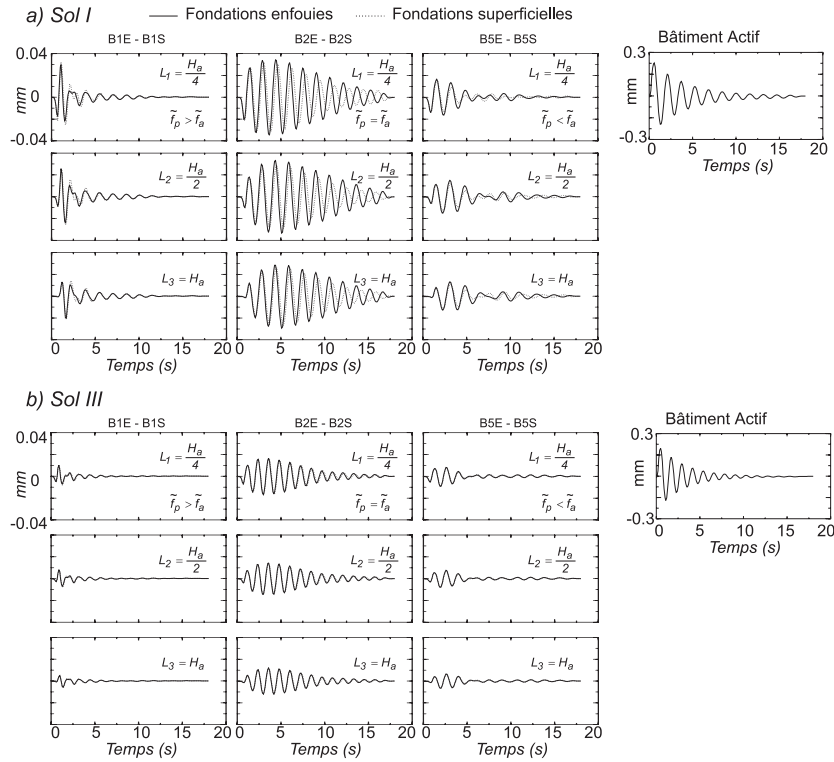 a) Sol I
Fondations enfouies
Fondations superficielles
B1E - B1S
B2E - B2S
B5E - B5S
Bâtiment Actif
0.04
0
-0.04
mm
L1 = Ha/4
f̃p > f̃a
L1 = Ha/4
f̃p = f̃a
L1 = Ha/4
f̃p < f̃a
0.3
mm
-0.3
0 5 10 15 20
Temps (s)
L2 = Ha/2
L2 = Ha/2
L2 = Ha/2
L3 = Ha
L3 = Ha
L3 = Ha
0 5 10 15 20
0 5 10 15 20
0 5 10 15 20
Temps (s)
Temps (s)
Temps (s)
b) Sol III
B1E - B1S
B2E - B2S
B5E - B5S
Bâtiment Actif
0.04
0
-0.04
mm
L1 = Ha/4
f̃p > f̃a
L1 = Ha/4
f̃p = f̃a
L1 = Ha/4
f̃p < f̃a
0.3
mm
-0.3
0 5 10 15 20
Temps (s)
L2 = Ha/2
L2 = Ha/2
L2 = Ha/2
L3 = Ha
L3 = Ha
L3 = Ha
0 5 10 15 20
0 5 10 15 20
0 5 10 15 20
Temps (s)
Temps (s)
Temps (s)